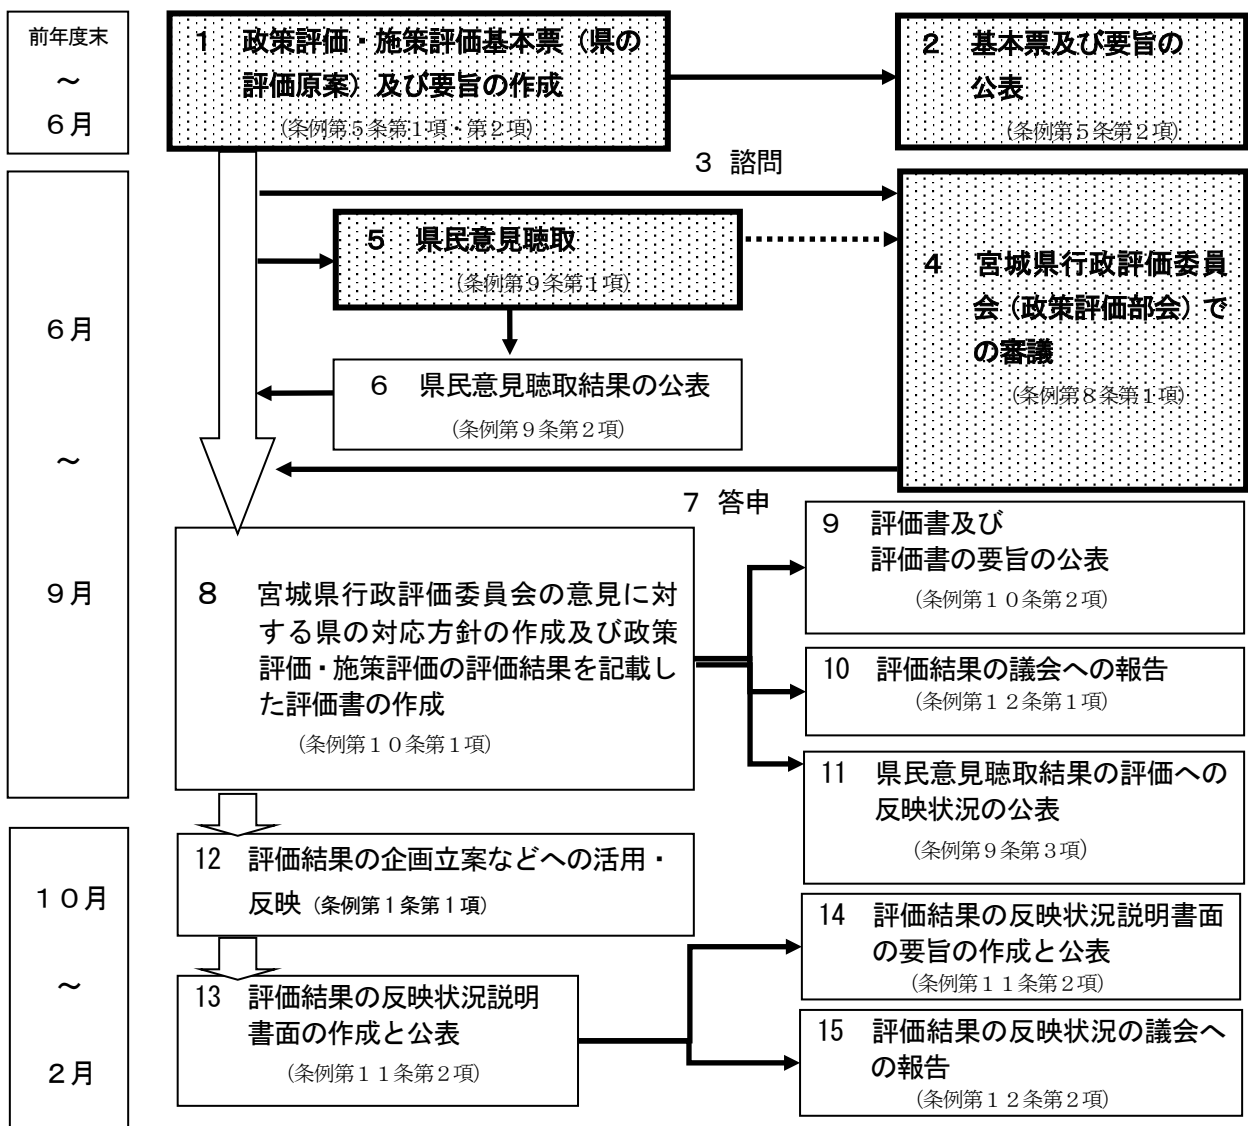 前年度末
～
６月
１　政策評価・施策評価基本票（県の
評価原案）及び要旨の作成
（条例第５条第１項・第２項）
２　基本票及び要旨の
公表
（条例第５条第２項）
３　諮問
６月
～
９月
５　県民意見聴取
（条例第９条第１項）
４　宮城県行政評価委員
会（政策評価部会）で
の審議
（条例第８条第１項）
６　県民意見聴取結果の公表
（条例第９条第２項）
７　答申
８　宮城県行政評価委員会の意見に対
する県の対応方針の作成及び政策
評価・施策評価の評価結果を記載し
た評価書の作成
（条例第１０条第１項）
９　評価書及び
評価書の要旨の公表
（条例第１０条第２項）
10　評価結果の議会への報告
（条例第１２条第１項）
11　県民意見聴取結果の評価への
反映状況の公表
（条例第９条第３項）
１０月
～
２月
12　評価結果の企画立案などへの活用・
反映（条例第１条第１項）
13　評価結果の反映状況説明
書面の作成と公表
（条例第１１条第２項）
14　評価結果の反映状況説明書面
の要旨の作成と公表
（条例第１１条第２項）
15　評価結果の反映状況の議会へ
の報告
（条例第１２条第２項）